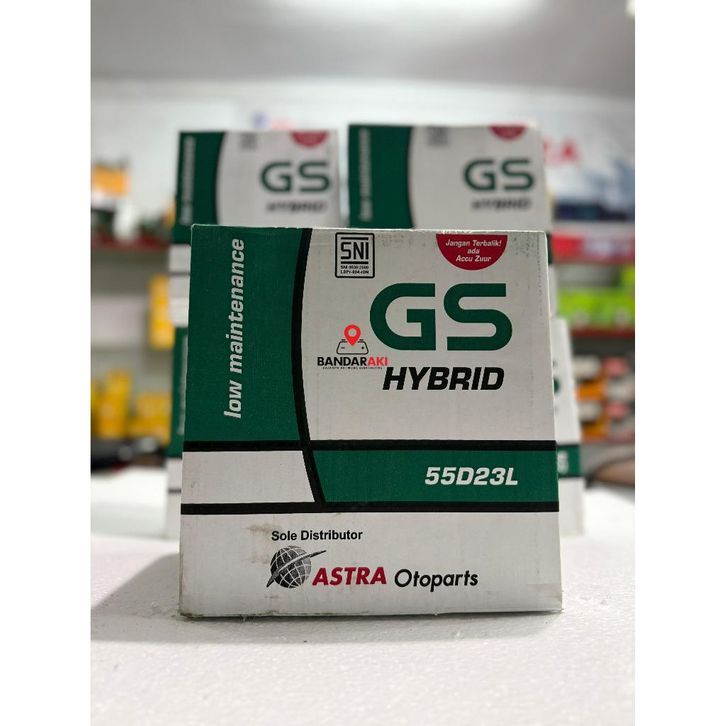 GS
HYBRID
GS
HYBRID
low maintenance
SNI
Jangan Terbalik!
ada
Accu Zuur
GS
BANDARAKI
HYBRID
55D23L
Sole Distributor
ASTRA Otoparts